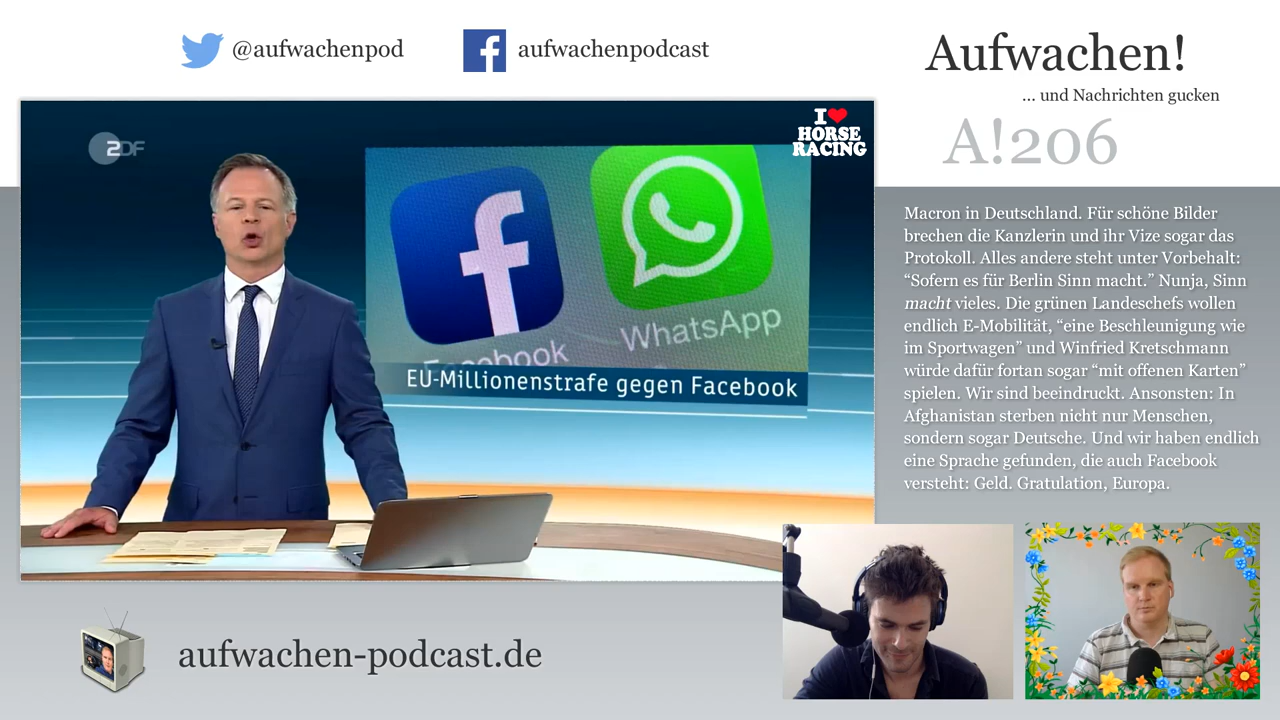 @aufwachenpod
aufwachenpodcast
Aufwachen!
... und Nachrichten gucken
A!206
ZDF
I
HORSE
RACING
Facebook
WhatsApp
EU-Millionenstrafe gegen Facebook
Macron in Deutschland. Für schöne Bilder
brechen die Kanzlerin und ihr Vize sogar das
Protokoll. Alles andere steht unter Vorbehalt:
“Sofern es für Berlin Sinn macht.” Nunja, Sinn
macht vieles. Die grünen Landeschefs wollen
endlich E-Mobilität, “eine Beschleunigung wie
im Sportwagen” und Winfried Kretschmann
würde dafür fortan sogar “mit offenen Karten”
spielen. Wir sind beeindruckt. Ansonsten: In
Afghanistan sterben nicht nur Menschen,
sondern sogar Deutsche. Und wir haben endlich
eine Sprache gefunden, die auch Facebook
versteht: Geld. Gratulation, Europa.
aufwachen-podcast.de